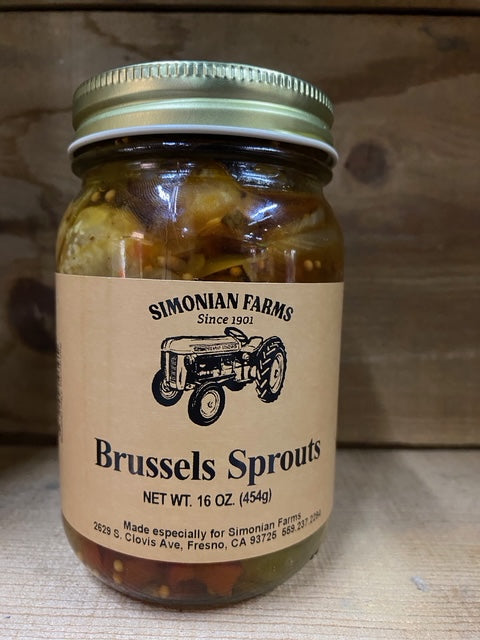 SIMONIAN FARMS
Since 1901
Brussels Sprouts
NET WT. 16 OZ. (454g)
Made especially for Simonian Farms
2629 S. Clovis Ave, Fresno, CA 93725 559.237.2294